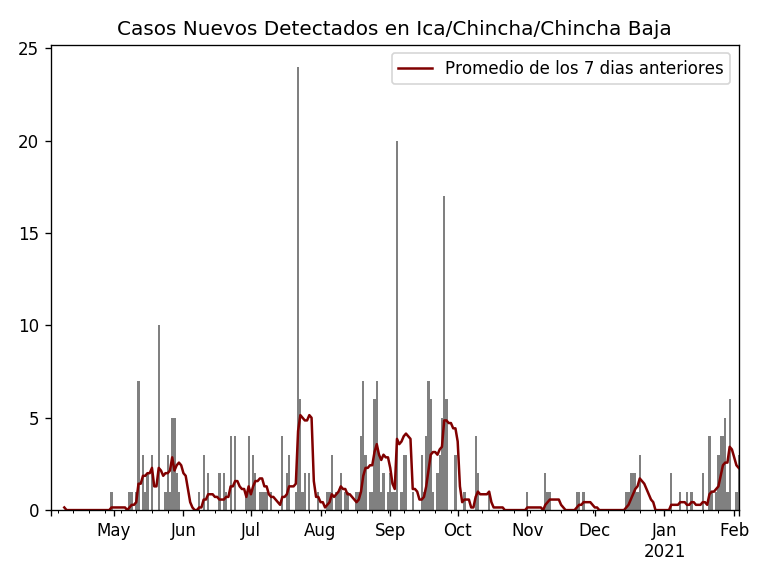 Casos Nuevos Detectados en Ica/Chincha/Chincha Baja
Promedio de los 7 dias anteriores
25
20
15
10
5
0
May Jun Jul Aug Sep Oct Nov Dec Jan Feb
2021